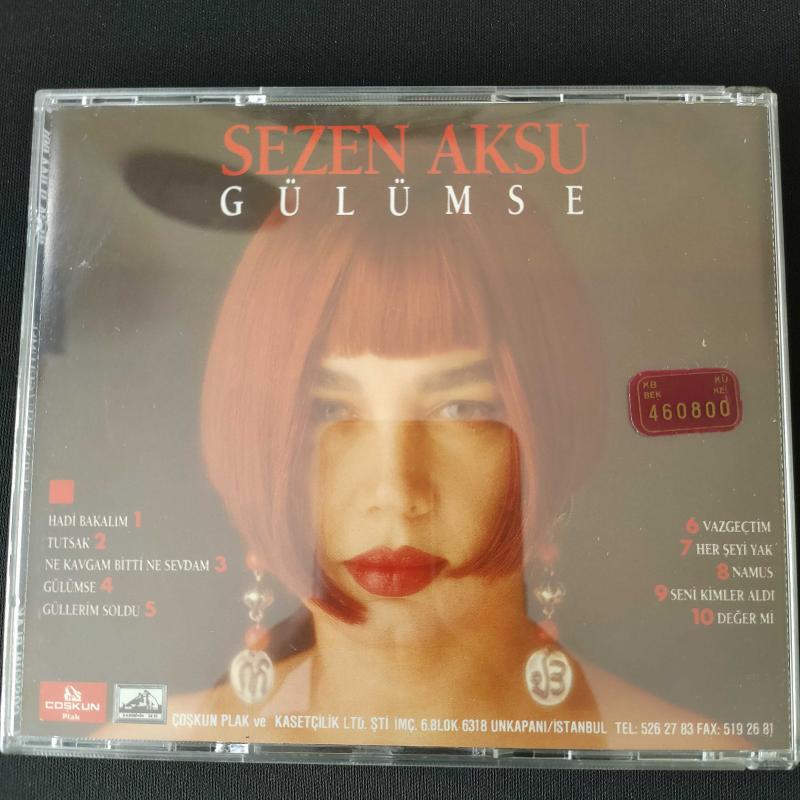 SEZEN AKSU
GÜLÜMSE
KB KÜ
BEK KE
460800
HADİ BAKALIM 1
TUTSAK 2
NE KAVGAM BİTTİ NE SEVDAM 3
GÜLÜMSE 4
GÜLLERİM SOLDU 5
6 VAZGEÇTİM
7 HER ŞEYİ YAK
8 NAMUS
9 SENİ KİMLER ALDI
10 DEĞER Mİ
COŞKUN
Plak
ÇOŞKUN PLAK ve KASETÇİLİK LTD. ŞTİ İMÇ. 6.BLOK 6318 UNKAPANI/İSTANBUL TEL: 526 27 83 FAX: 519 26 81